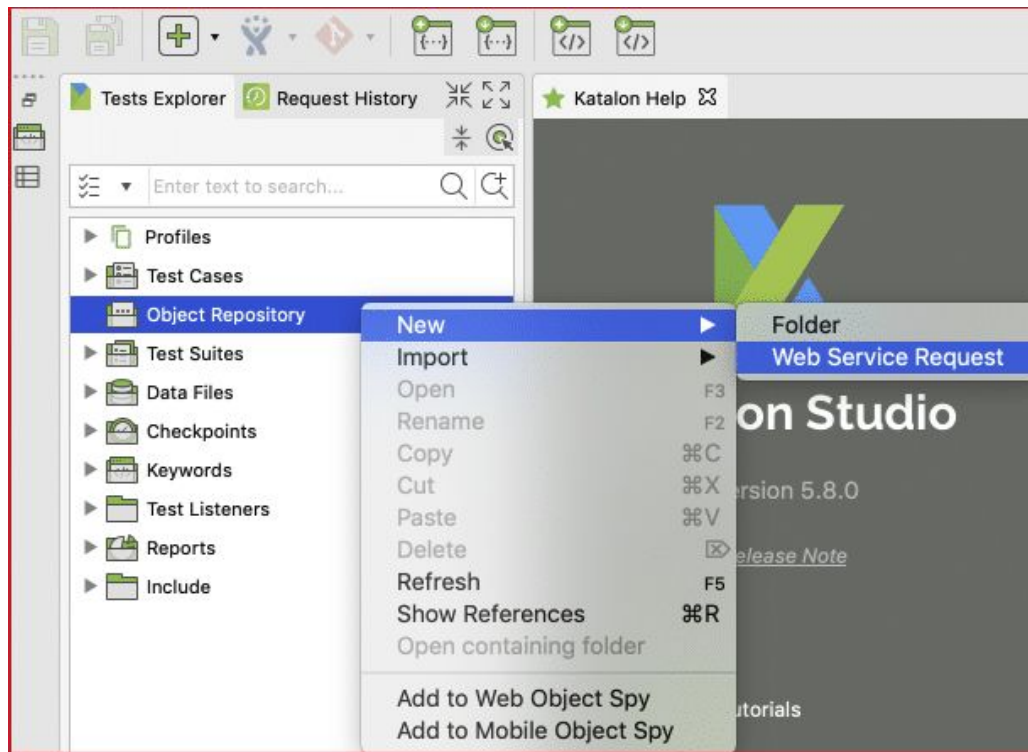 Tests Explorer
Request History
Katalon Help
Enter text to search...
Profiles
Test Cases
Object Repository
Test Suites
Data Files
Checkpoints
Keywords
Test Listeners
Reports
Include
New
Import
Open F3
Rename F2
Copy ⌘C
Cut ⌘X
Paste ⌘V
Delete ⌦
Refresh F5
Show References ⌘R
Open containing folder
Add to Web Object Spy
Add to Mobile Object Spy
Folder
Web Service Request
on Studio
ersion 5.8.0
elease Note
utorials